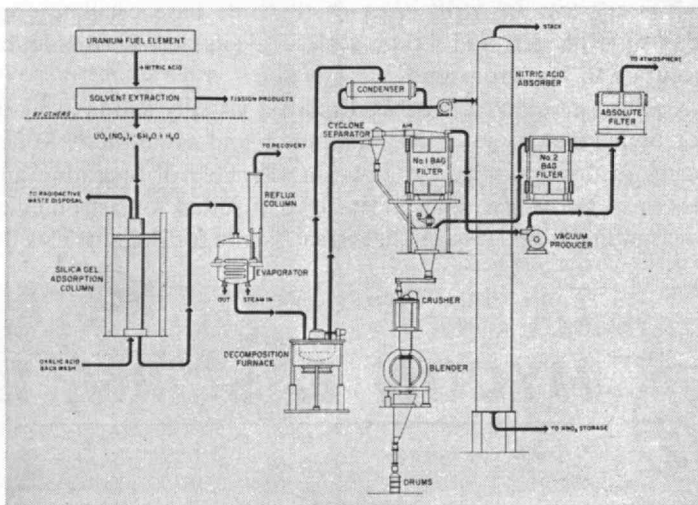 URANIUM FUEL ELEMENT
+NITRIC ACID
SOLVENT EXTRACTION
FISSION PRODUCTS
BY OTHERS
UO₂(NO₃)₂·6H₂O + H₂O
TO RADIOACTIVE
WASTE DISPOSAL
SILICA GEL
ADSORPTION
COLUMN
OXALIC ACID
BACK WASH
TO RECOVERY
REFLUX
COLUMN
EVAPORATOR
OUT
STEAM IN
DECOMPOSITION
FURNACE
CONDENSER
CYCLONE
SEPARATOR
AIR
No.1 BAG
FILTER
CRUSHER
BLENDER
DRUMS
STACK
NITRIC ACID
ABSORBER
TO HNO₃ STORAGE
No. 2
BAG
FILTER
VACUUM
PRODUCER
ABSOLUTE
FILTER
TO ATMOSPHERE